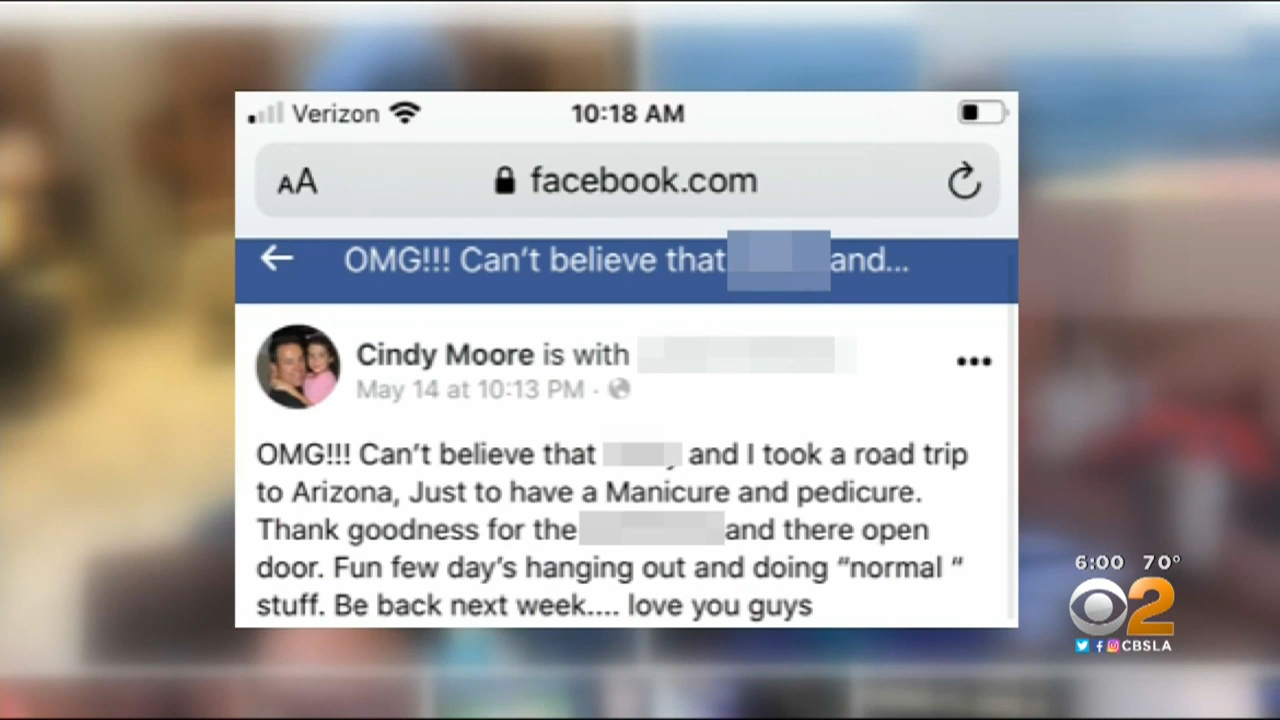 Verizon 10:18 AM
AA facebook.com
OMG!!! Can't believe that and...
Cindy Moore is with
May 14 at 10:13 PM ·
OMG!!! Can't believe that and I took a road trip
to Arizona, Just to have a Manicure and pedicure.
Thank goodness for the and there open
door. Fun few day's hanging out and doing “normal “
stuff. Be back next week.... love you guys
6:00 70°
2
CBSLA